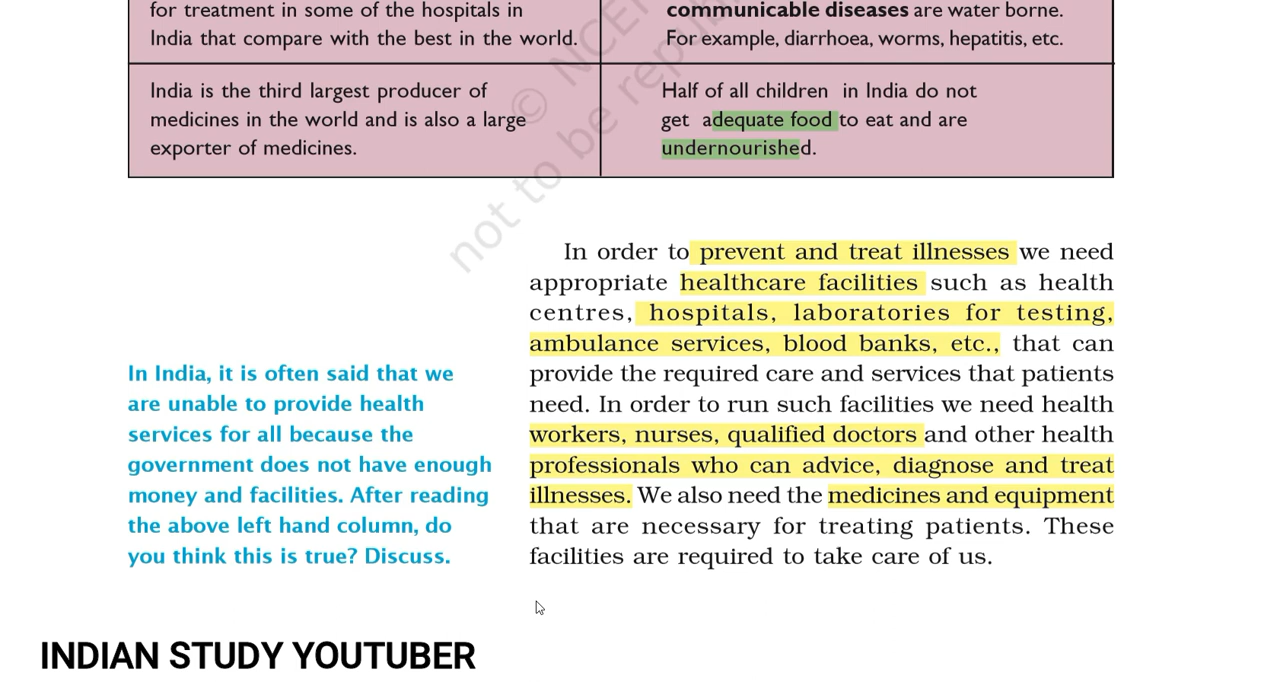 for treatment in some of the hospitals in
India that compare with the best in the world.
communicable diseases are water borne.
For example, diarrhoea, worms, hepatitis, etc.
India is the third largest producer of
medicines in the world and is also a large
exporter of medicines.
Half of all children in India do not
get adequate food to eat and are
undernourished.
© NCE
not to be republ
In order to prevent and treat illnesses we need
appropriate healthcare facilities such as health
centres, hospitals, laboratories for testing,
ambulance services, blood banks, etc., that can
provide the required care and services that patients
need. In order to run such facilities we need health
workers, nurses, qualified doctors and other health
professionals who can advice, diagnose and treat
illnesses. We also need the medicines and equipment
that are necessary for treating patients. These
facilities are required to take care of us.
In India, it is often said that we
are unable to provide health
services for all because the
government does not have enough
money and facilities. After reading
the above left hand column, do
you think this is true? Discuss.
INDIAN STUDY YOUTUBER